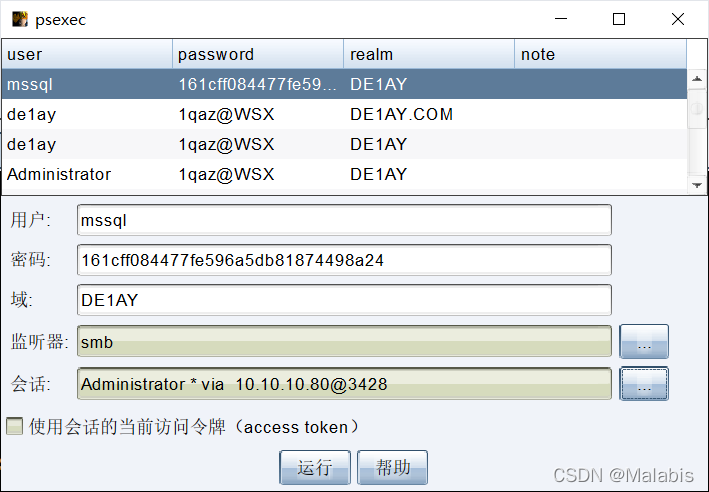 psexec
user password realm note
mssql 161cff084477fe59... DE1AY
de1ay 1qaz@WSX DE1AY.COM
de1ay 1qaz@WSX DE1AY
Administrator 1qaz@WSX DE1AY
用户: mssql
密码: 161cff084477fe596a5db81874498a24
域: DE1AY
监听器: smb ...
会话: Administrator * via 10.10.10.80@3428 ...
使用会话的当前访问令牌（access token）
运行 帮助
CSDN @Malabis